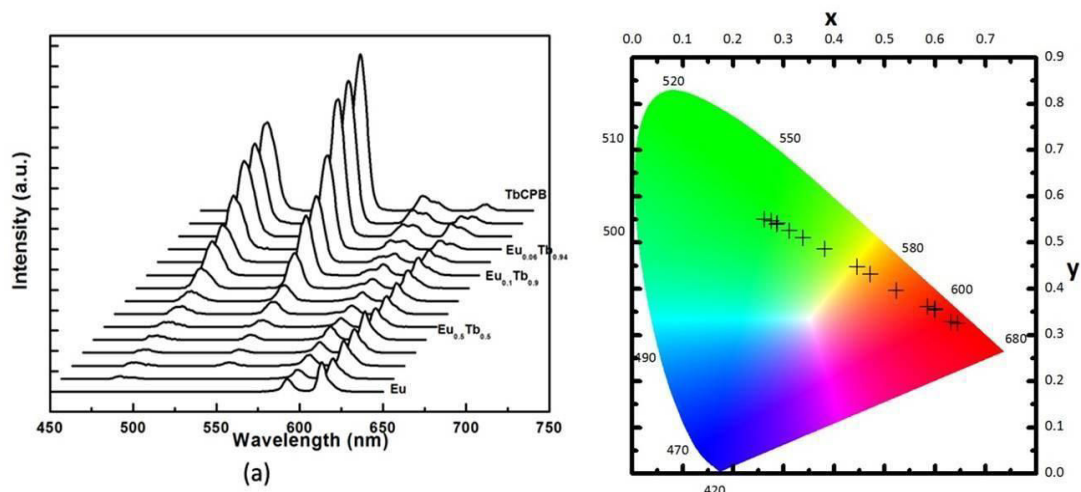 Intensity (a.u.)
TbCPB
Eu0.06Tb0.94
Eu0.1Tb0.9
Eu0.5Tb0.5
Eu
450 500 550 600 650 700 750
Wavelength (nm)
(a)
x
0.0 0.1 0.2 0.3 0.4 0.5 0.6 0.7
0.9
0.8
0.7
0.6
0.5
y
0.4
0.3
0.2
0.1
0.0
520
510
550
500
580
600
490
680
470
420